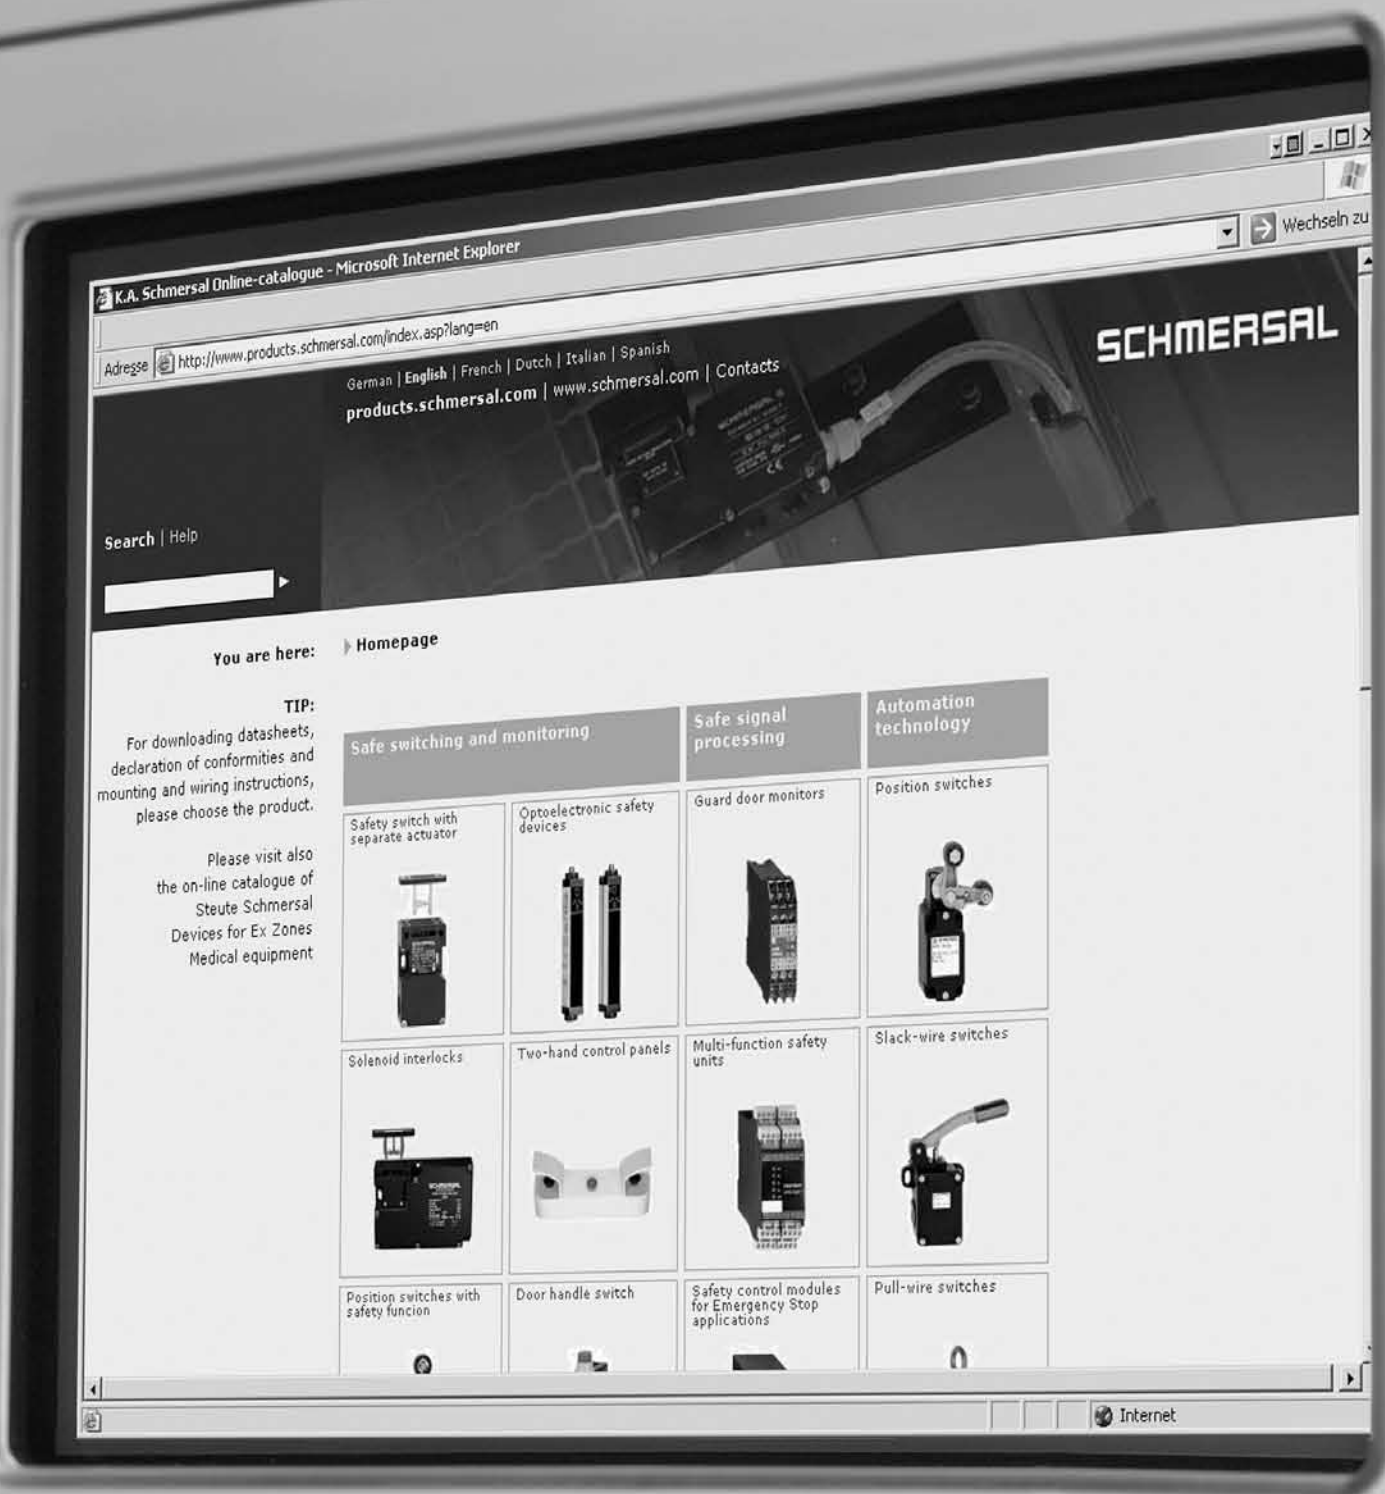 K.A. Schmersal Online-catalogue - Microsoft Internet Explorer
Wechseln zu
Adresse http://www.products.schmersal.com/index.asp?lang=en
German | English | French | Dutch | Italian | Spanish
products.schmersal.com | www.schmersal.com | Contacts
SCHMERSAL
Search | Help
You are here:
Homepage
TIP:
For downloading datasheets,
declaration of conformities and
mounting and wiring instructions,
please choose the product.
Please visit also
the on-line catalogue of
Steute Schmersal
Devices for Ex Zones
Medical equipment
Safe switching and monitoring
Safe signal
processing
Automation
technology
Safety switch with
separate actuator
Optoelectronic safety
devices
Guard door monitors
Position switches
Solenoid interlocks
Two-hand control panels
Multi-function safety
units
Slack-wire switches
SCHMERSAL
Position switches with
safety funcion
Door handle switch
Safety control modules
for Emergency Stop
applications
Pull-wire switches
Internet